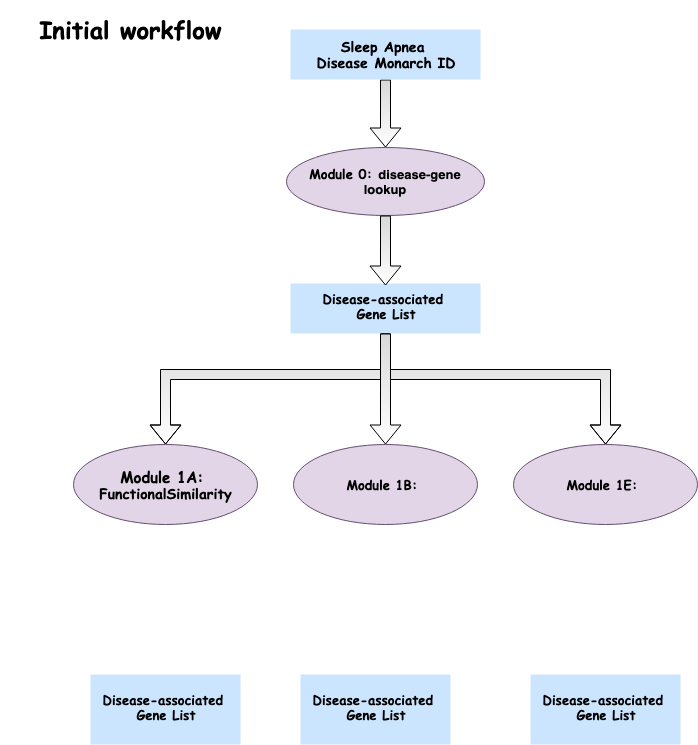 Initial workflow
Sleep Apnea
Disease Monarch ID
Module 0: disease-gene
lookup
Disease-associated
Gene List
Module 1A:
FunctionalSimilarity
Module 1B:
Module 1E:
Disease-associated
Gene List
Disease-associated
Gene List
Disease-associated
Gene List